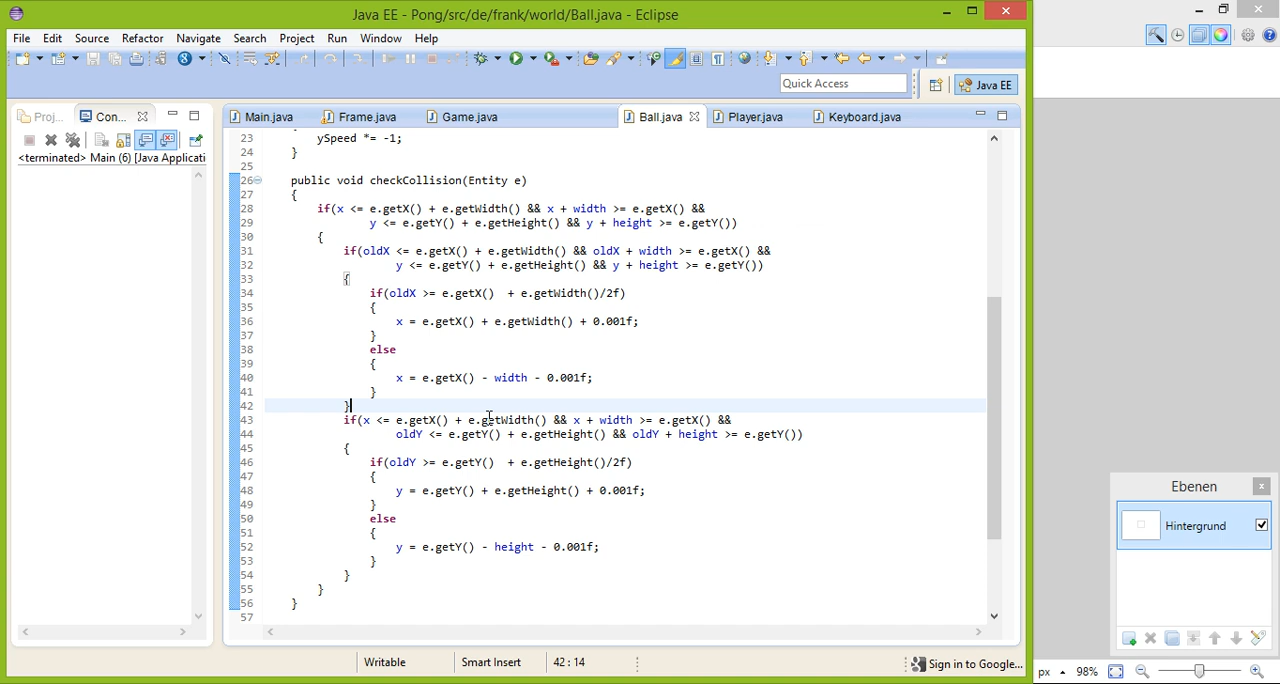 Java EE - Pong/src/de/frank/world/Ball.java - Eclipse
File Edit Source Refactor Navigate Search Project Run Window Help
Quick Access
Java EE
Proj...
Con...
<terminated> Main (6) [Java Applicati
Main.java
Frame.java
Game.java
Ball.java
Player.java
Keyboard.java
23 ySpeed *= -1;
24 }
25
26 public void checkCollision(Entity e)
27 {
28 if(x <= e.getX() + e.getWidth() && x + width >= e.getX() &&
29 y <= e.getY() + e.getHeight() && y + height >= e.getY())
30 {
31 if(oldX <= e.getX() + e.getWidth() && oldX + width >= e.getX() &&
32 y <= e.getY() + e.getHeight() && y + height >= e.getY())
33 {
34 if(oldX >= e.getX() + e.getWidth()/2f)
35 {
36 x = e.getX() + e.getWidth() + 0.001f;
37 }
38 else
39 {
40 x = e.getX() - width - 0.001f;
41 }
42 }
43 if(x <= e.getX() + e.getWidth() && x + width >= e.getX() &&
44 oldY <= e.getY() + e.getHeight() && oldY + height >= e.getY())
45 {
46 if(oldY >= e.getY() + e.getHeight()/2f)
47 {
48 y = e.getY() + e.getHeight() + 0.001f;
49 }
50 else
51 {
52 y = e.getY() - height - 0.001f;
53 }
54 }
55 }
56 }
57
Writable
Smart Insert
42 : 14
Sign in to Google...
Ebenen
Hintergrund
px
98%